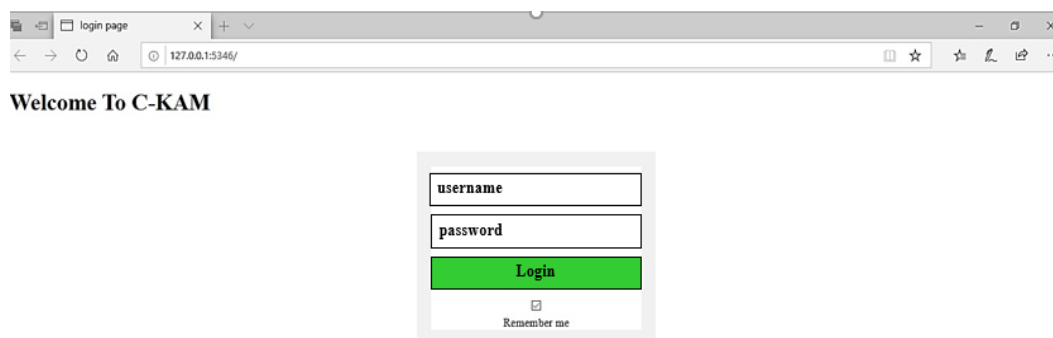 login page
127.0.0.1:5346/
Welcome To C-KAM
username
password
Login
Remember me